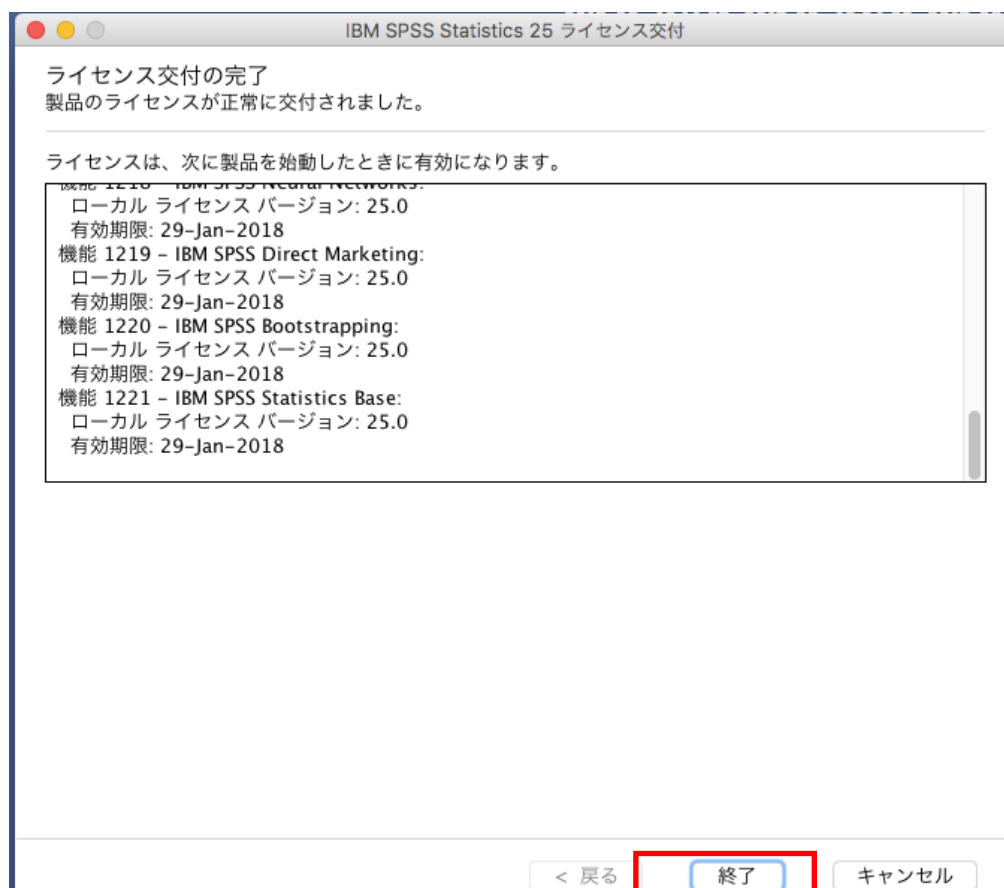 IBM SPSS Statistics 25 ライセンス交付
ライセンス交付の完了
製品のライセンスが正常に交付されました。
ライセンスは、次に製品を始動したときに有効になります。
機能 1218 – IBM SPSS Neural Networks:
ローカル ライセンス バージョン: 25.0
有効期限: 29–Jan–2018
機能 1219 – IBM SPSS Direct Marketing:
ローカル ライセンス バージョン: 25.0
有効期限: 29–Jan–2018
機能 1220 – IBM SPSS Bootstrapping:
ローカル ライセンス バージョン: 25.0
有効期限: 29–Jan–2018
機能 1221 – IBM SPSS Statistics Base:
ローカル ライセンス バージョン: 25.0
有効期限: 29–Jan–2018
< 戻る 終了 キャンセル